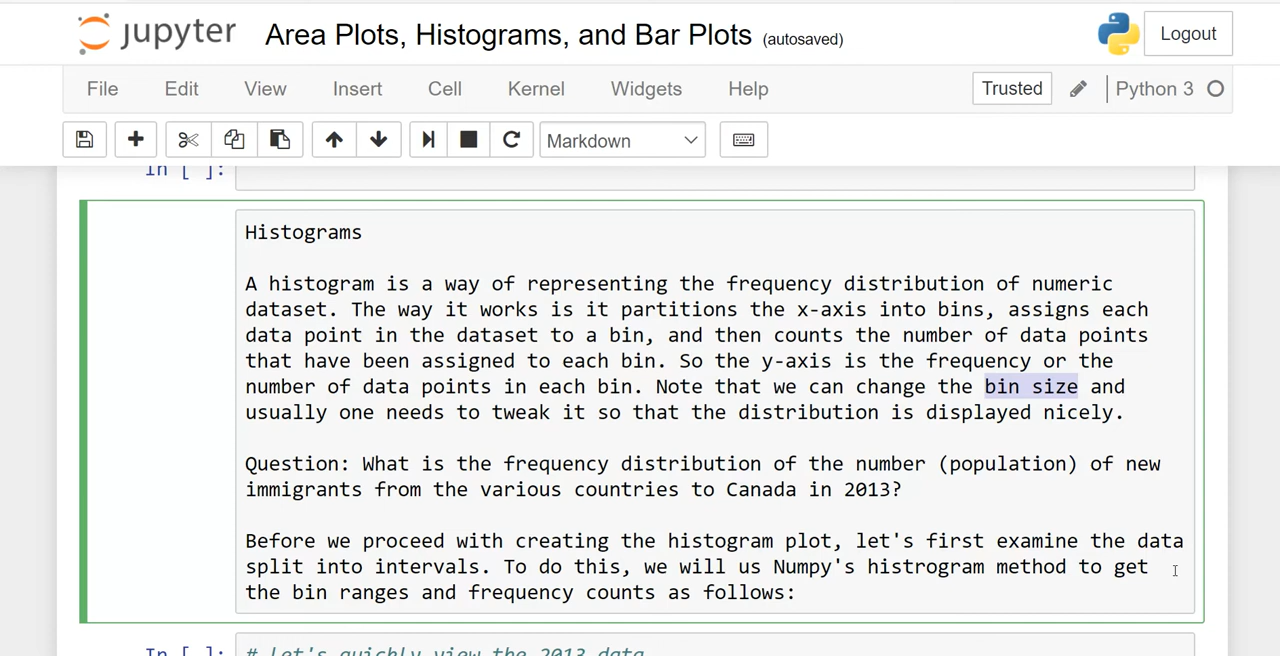 jupyter Area Plots, Histograms, and Bar Plots (autosaved) Logout
File Edit View Insert Cell Kernel Widgets Help Trusted Python 3
Markdown
In [ ]:
Histograms
A histogram is a way of representing the frequency distribution of numeric
dataset. The way it works is it partitions the x-axis into bins, assigns each
data point in the dataset to a bin, and then counts the number of data points
that have been assigned to each bin. So the y-axis is the frequency or the
number of data points in each bin. Note that we can change the bin size and
usually one needs to tweak it so that the distribution is displayed nicely.
Question: What is the frequency distribution of the number (population) of new
immigrants from the various countries to Canada in 2013?
Before we proceed with creating the histogram plot, let's first examine the data
split into intervals. To do this, we will us Numpy's histrogram method to get
the bin ranges and frequency counts as follows:
In [ ]: # Let's quickly view the 2013 data